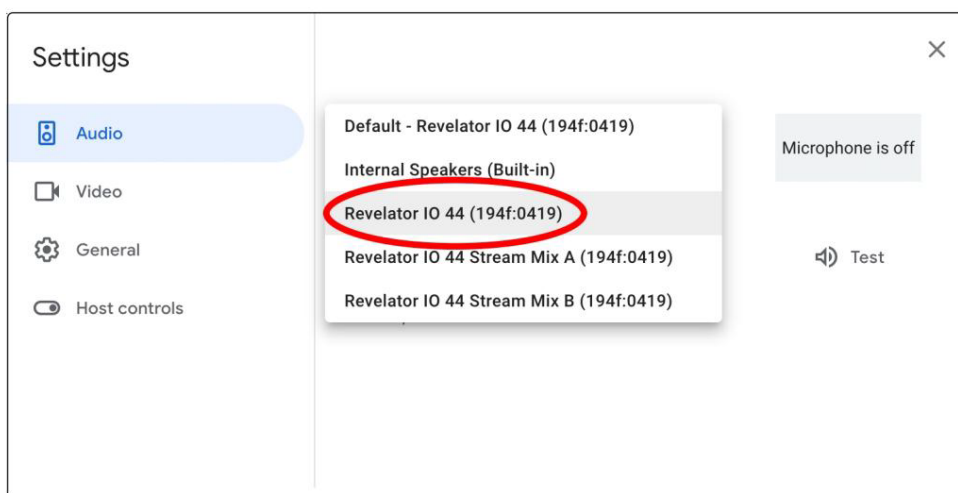 Settings
Audio
Video
General
Host controls
Default - Revelator IO 44 (194f:0419)
Internal Speakers (Built-in)
Revelator IO 44 (194f:0419)
Revelator IO 44 Stream Mix A (194f:0419)
Revelator IO 44 Stream Mix B (194f:0419)
Microphone is off
Test